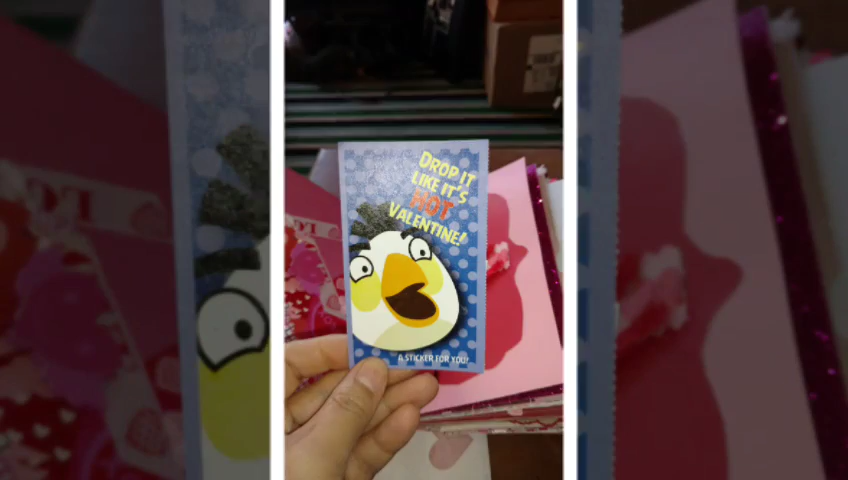 DROP IT
LIKE IT'S
HOT
VALENTINE!
A STICKER FOR YOU!